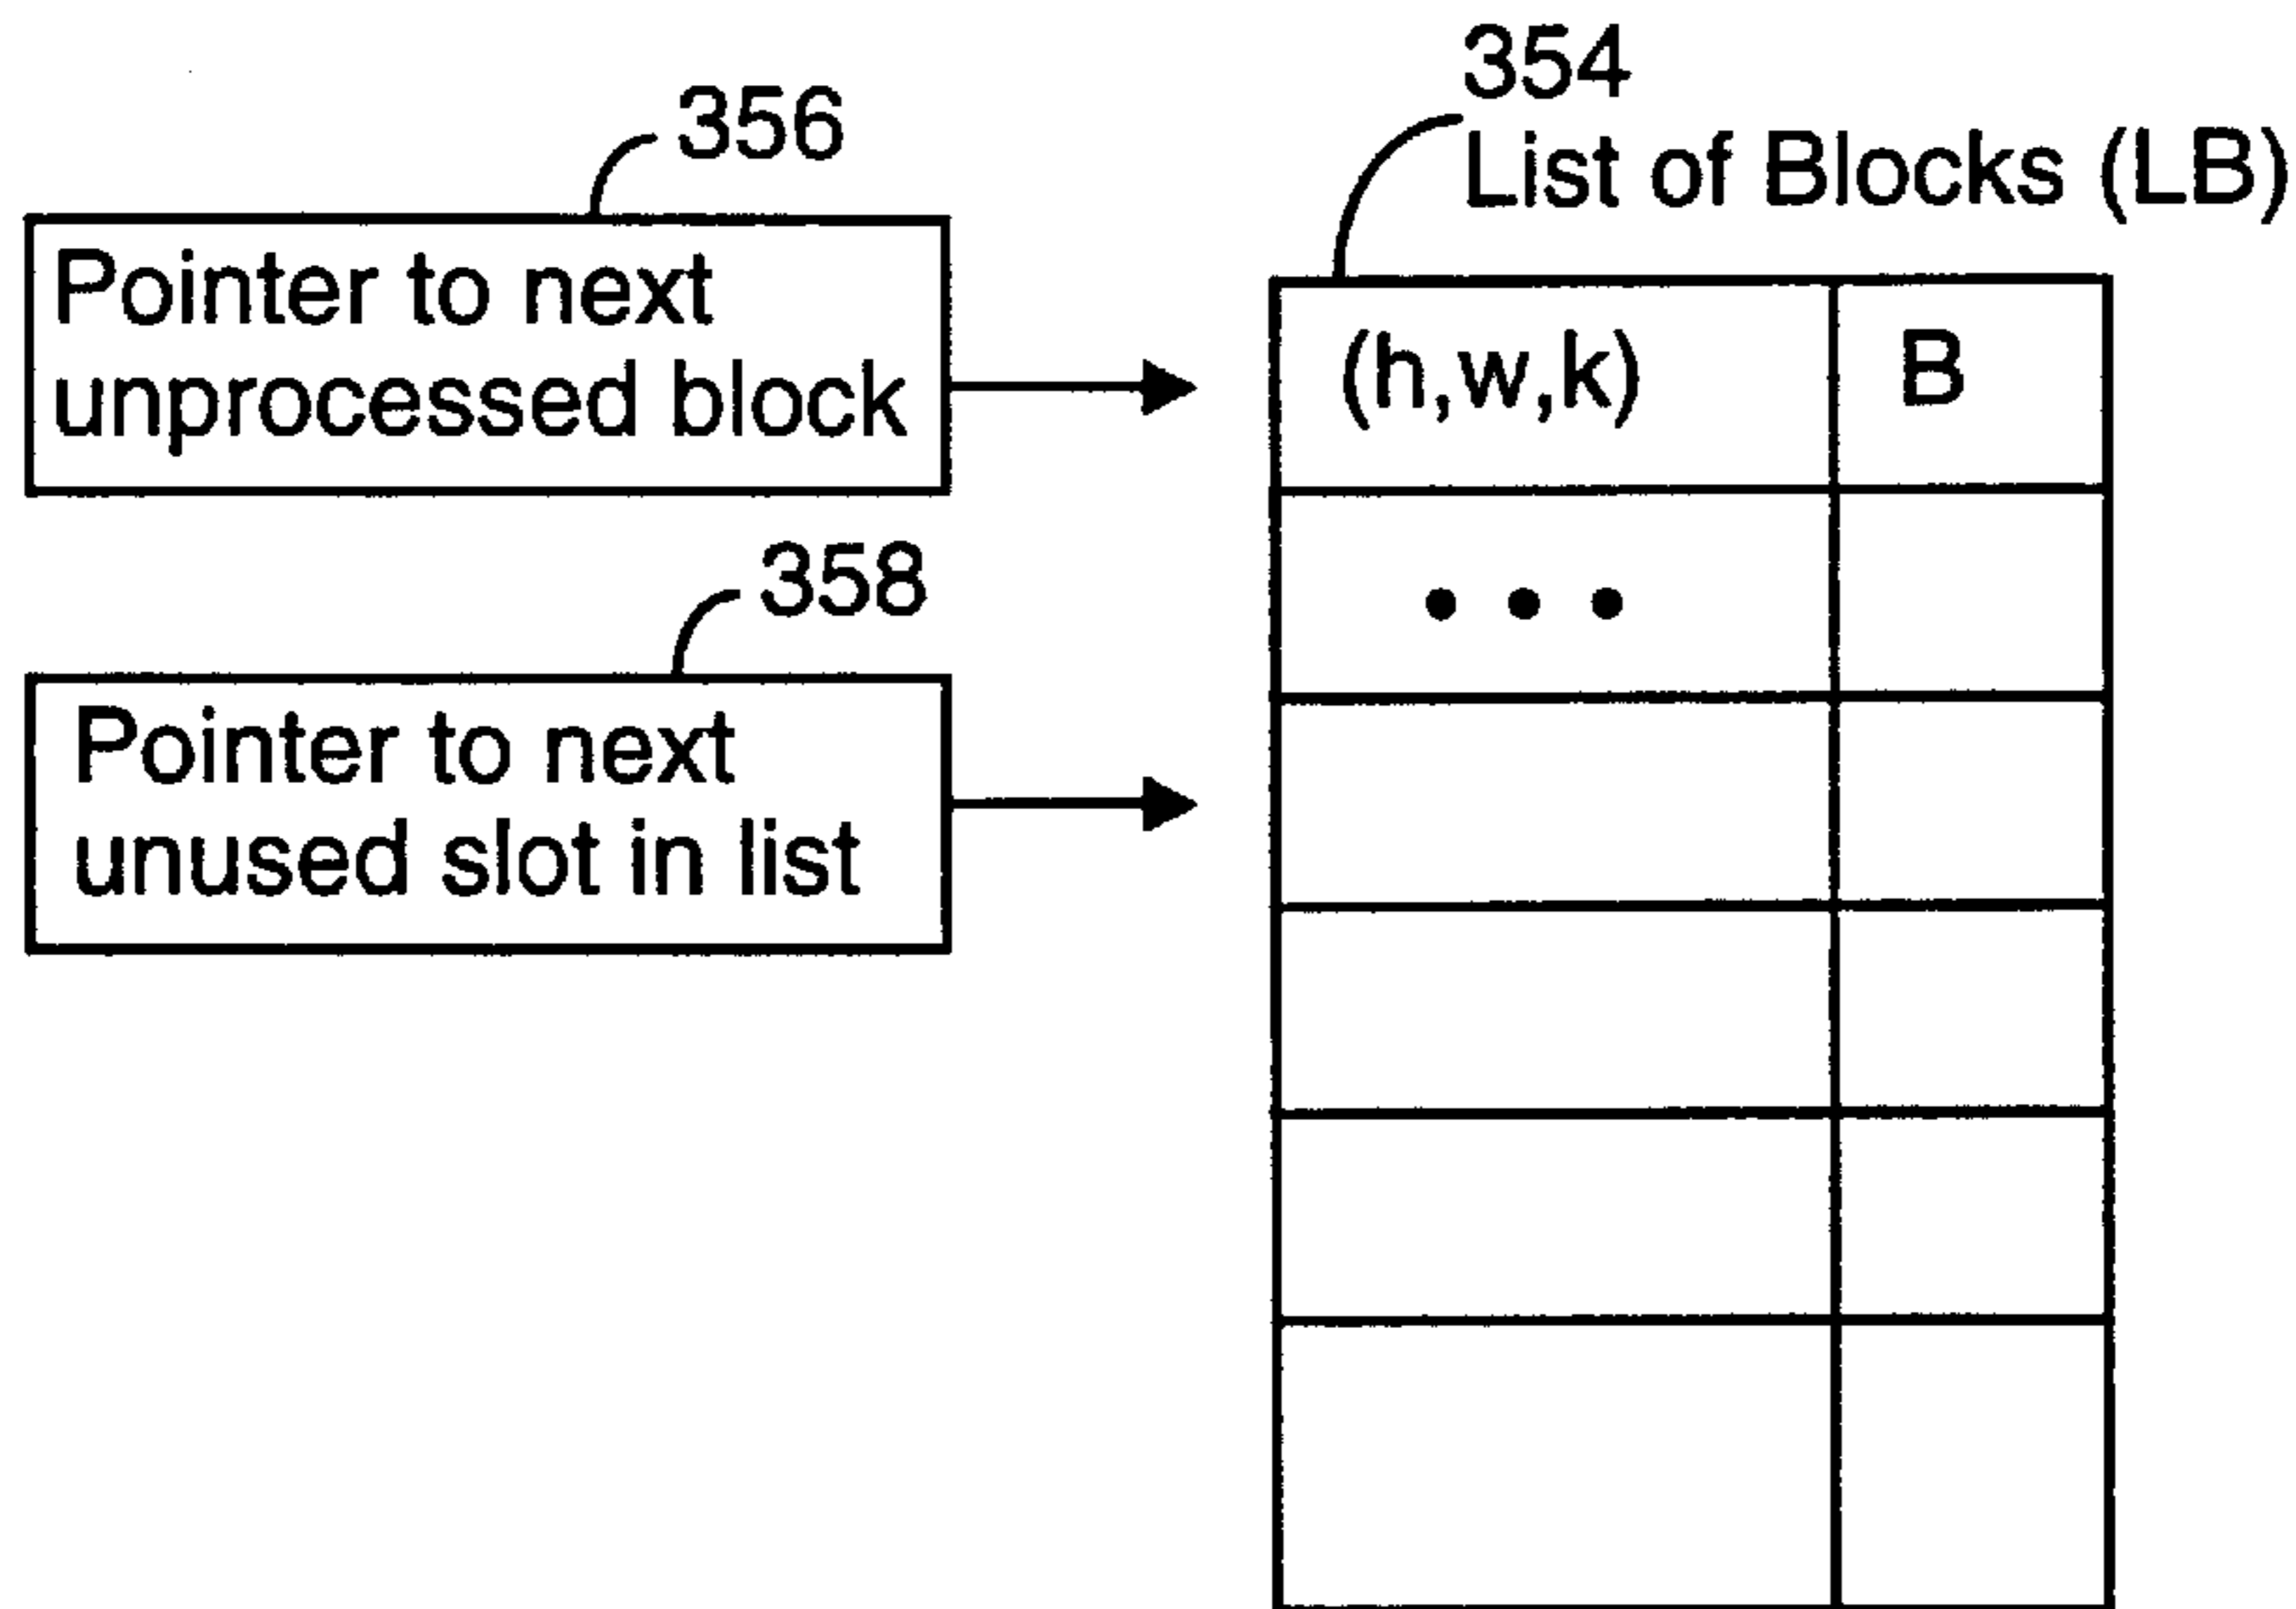 356
Pointer to next
unprocessed block
358
Pointer to next
unused slot in list
354
List of Blocks (LB)
(h,w,k) B
• • •